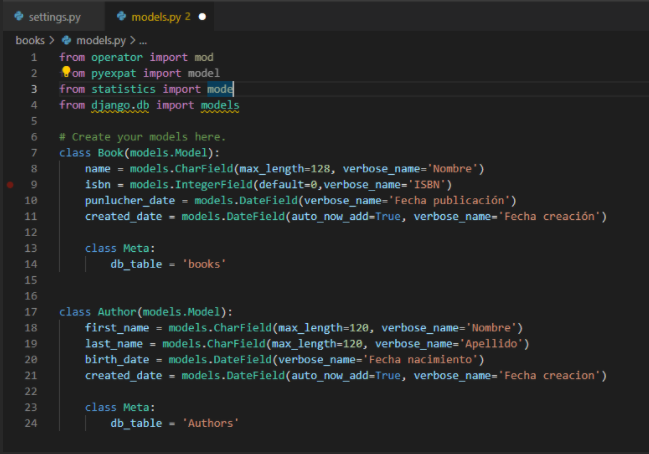 settings.py models.py 2
books > models.py > ...
1 from operator import mod
2 from pyexpat import model
3 from statistics import mode
4 from django.db import models
5
6 # Create your models here.
7 class Book(models.Model):
8 name = models.CharField(max_length=128, verbose_name='Nombre')
9 isbn = models.IntegerField(default=0,verbose_name='ISBN')
10 punlucher_date = models.DateField(verbose_name='Fecha publicación')
11 created_date = models.DateField(auto_now_add=True, verbose_name='Fecha creación')
12
13 class Meta:
14 db_table = 'books'
15
16
17 class Author(models.Model):
18 first_name = models.CharField(max_length=120, verbose_name='Nombre')
19 last_name = models.CharField(max_length=120, verbose_name='Apellido')
20 birth_date = models.DateField(verbose_name='Fecha nacimiento')
21 created_date = models.DateField(auto_now_add=True, verbose_name='Fecha creacion')
22
23 class Meta:
24 db_table = 'Authors'